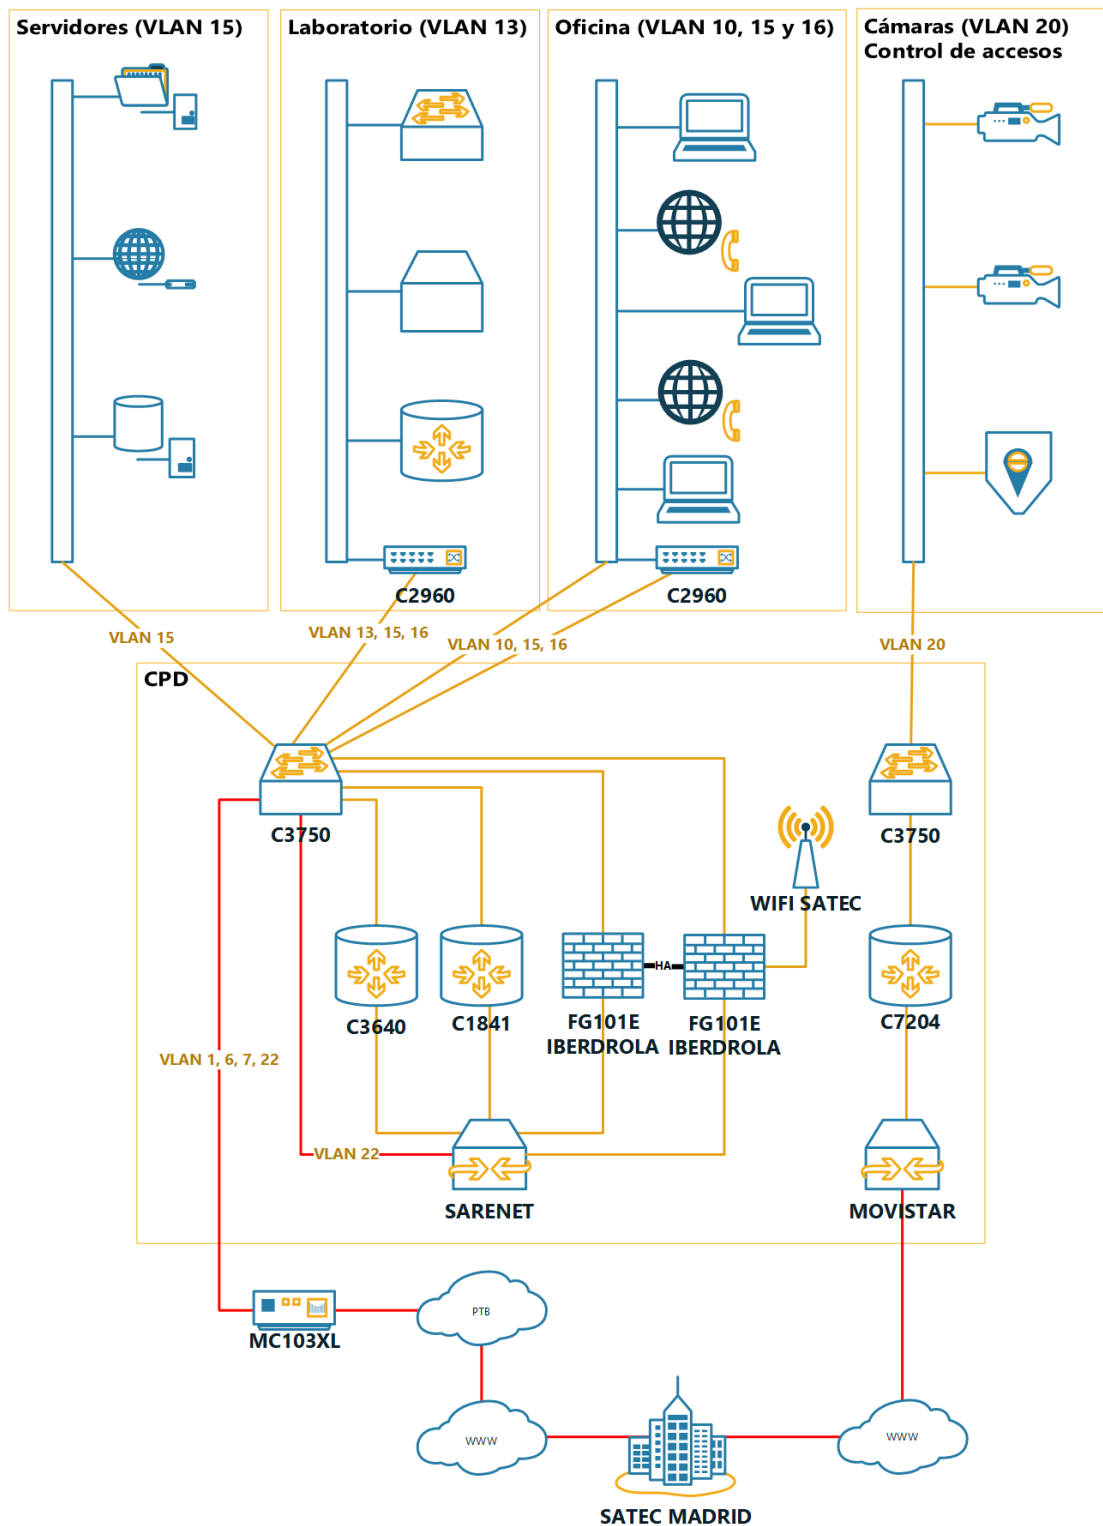 Servidores (VLAN 15)
Laboratorio (VLAN 13)
Oficina (VLAN 10, 15 y 16)
Cámaras (VLAN 20)
Control de accesos
C2960
C2960
VLAN 15
VLAN 13, 15, 16
VLAN 10, 15, 16
VLAN 20
CPD
C3750
C3750
WIFI SATEC
HA
C3640
C1841
FG101E
IBERDROLA
FG101E
IBERDROLA
C7204
VLAN 1, 6, 7, 22
VLAN 22
SARENET
MOVISTAR
MC103XL
PTB
WWW
WWW
SATEC MADRID